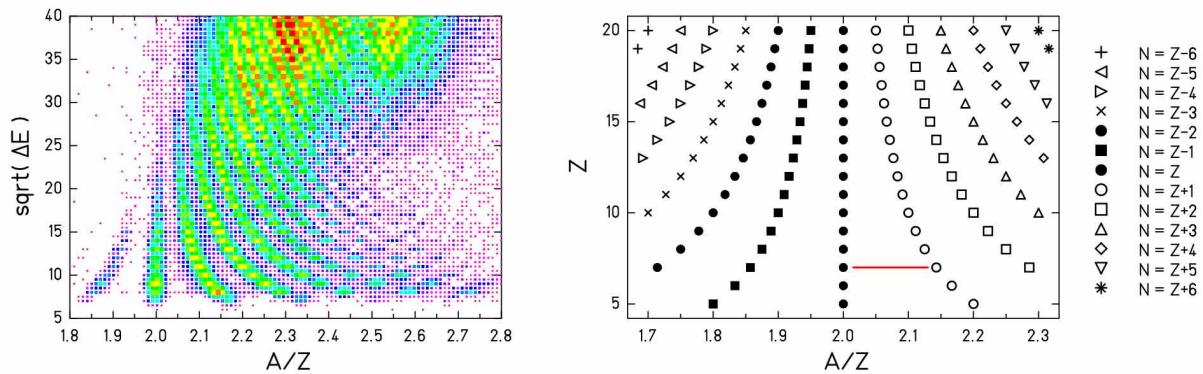 40
35
30
25
20
15
10
5
sqrt( ΔE )
1.8 1.9 2.0 2.1 2.2 2.3 2.4 2.5 2.6 2.7 2.8
A/Z
20
15
10
5
Z
1.7 1.8 1.9 2.0 2.1 2.2 2.3
A/Z
N = Z-6
N = Z-5
N = Z-4
N = Z-3
N = Z-2
N = Z-1
N = Z
N = Z+1
N = Z+2
N = Z+3
N = Z+4
N = Z+5
N = Z+6